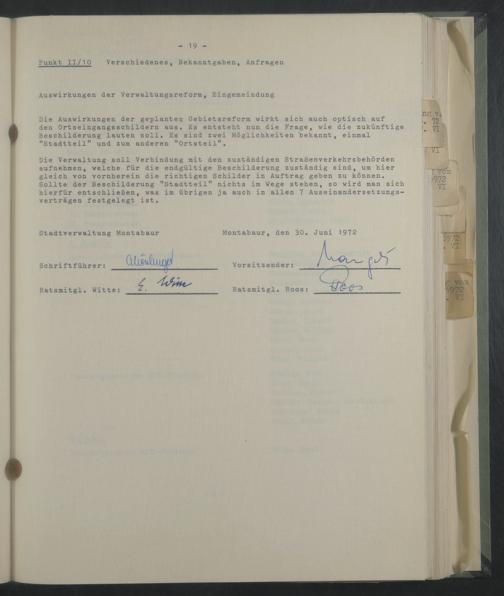 - 19 -
Punkt II/10 Verschiedenes, Bekanntgaben, Anfragen
Auswirkungen der Verwaltungsreform, Eingemeindung
Die Auswirkungen der geplanten Gebietsreform wirkt sich auch optisch auf
den Ortseingangsschildern aus. Es entsteht nun die Frage, wie die zukünftige
Beschilderung lauten soll. Es sind zwei Möglichkeiten bekannt, einmal
"Stadtteil" und zum anderen "Ortsteil".
Die Verwaltung soll Verbindung mit den zuständigen Straßenverkehrsbehörden
aufnehmen, welche für die endgültige Beschilderung zuständig sind, um hier
gleich von vornherein die richtigen Schilder in Auftrag geben zu können.
Sollte der Beschilderung "Stadtteil" nichts im Wege stehen, so wird man sich
hierfür entschließen, was im übrigen ja auch in allen 7 Auseinandersetzungs-
verträgen festgelegt ist.
Stadtverwaltung Montabaur Montabaur, den 30. Juni 1972
Schriftführer: Vorsitzender:
Ratsmitgl. Witte: Ratsmitgl. Roos: Roos